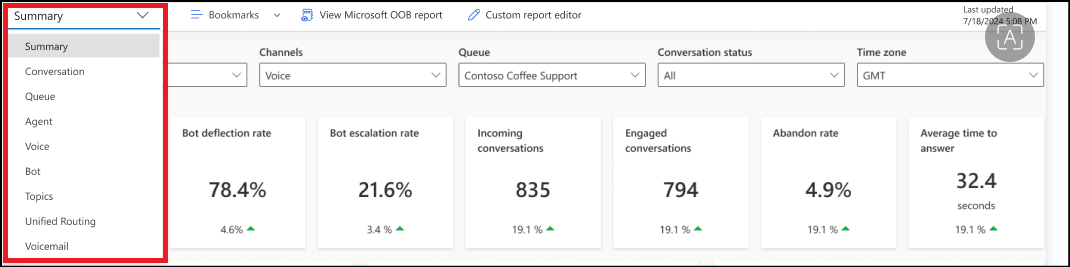 Summary
Bookmarks
View Microsoft OOB report
Custom report editor
Last updated
7/18/2024 5:08 PM
A
Summary
Conversation
Queue
Agent
Voice
Bot
Topics
Unified Routing
Voicemail
Channels
Voice
Queue
Contoso Coffee Support
Conversation status
All
Time zone
GMT
Bot deflection rate
78.4%
4.6%
Bot escalation rate
21.6%
3.4 %
Incoming
conversations
835
19.1 %
Engaged
conversations
794
19.1 %
Abandon rate
4.9%
19.1 %
Average time to
answer
32.4
seconds
19.1 %